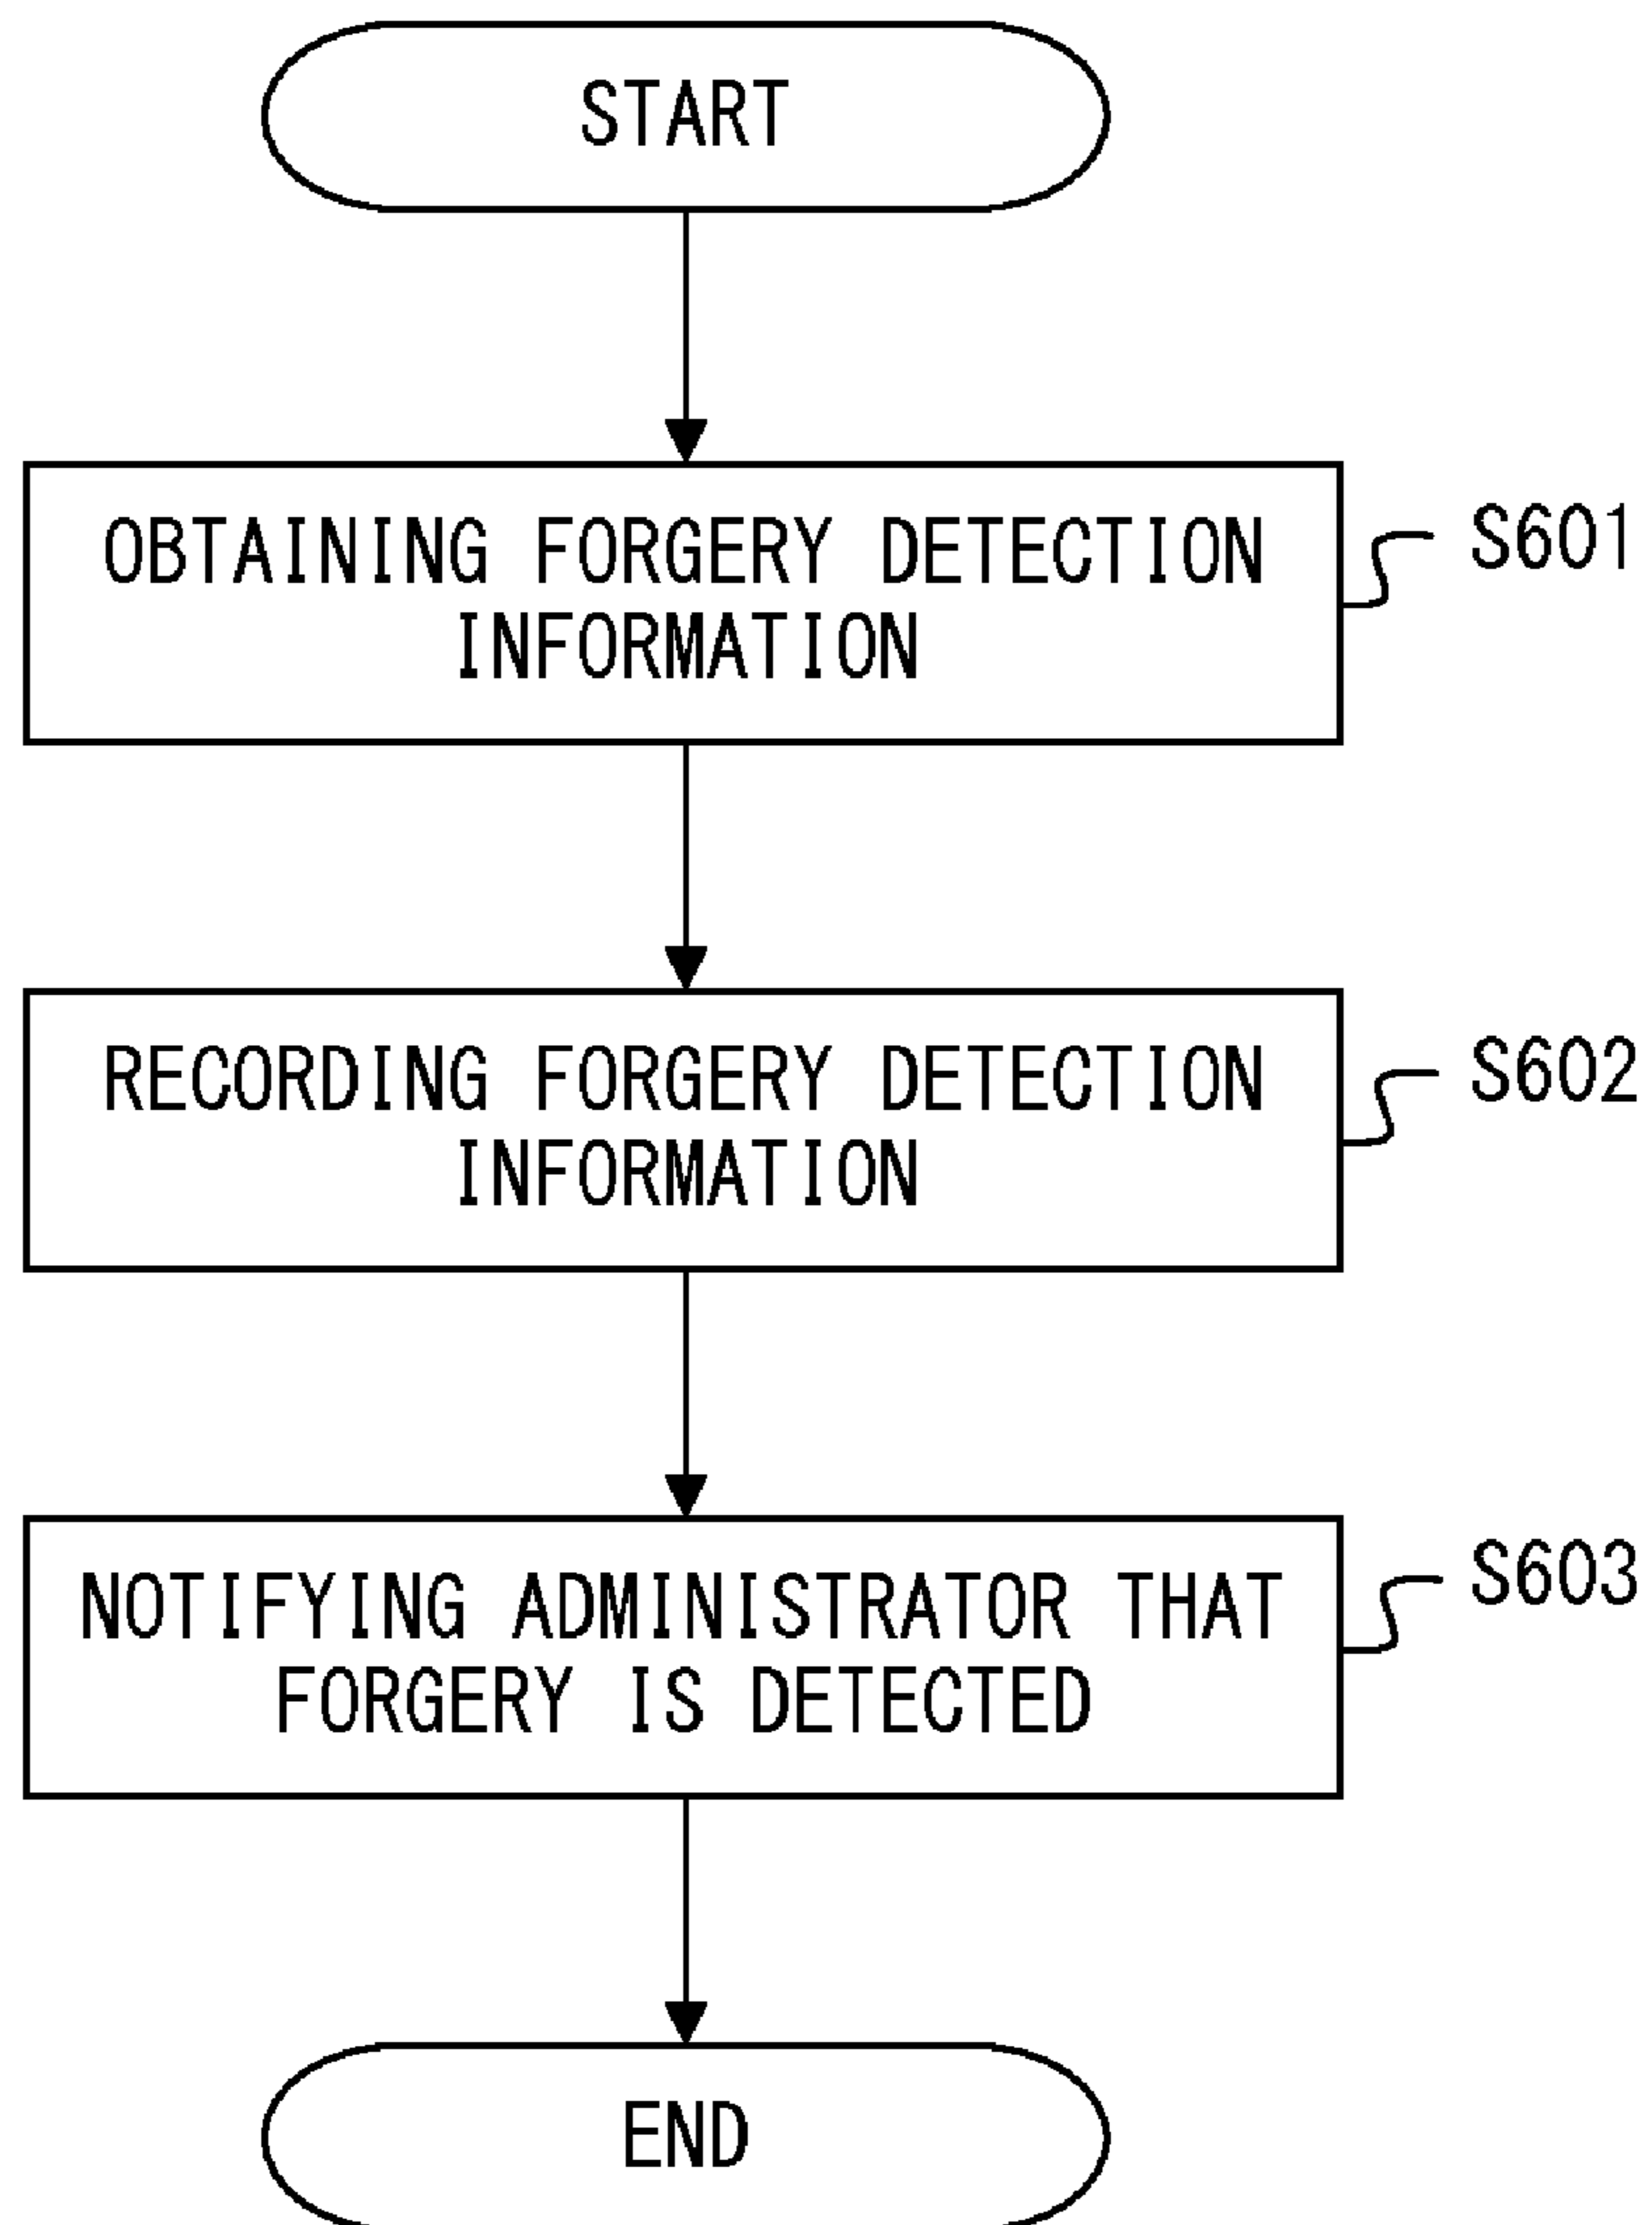 START
OBTAINING FORGERY DETECTION
INFORMATION
S601
RECORDING FORGERY DETECTION
INFORMATION
S602
NOTIFYING ADMINISTRATOR THAT
FORGERY IS DETECTED
S603
END